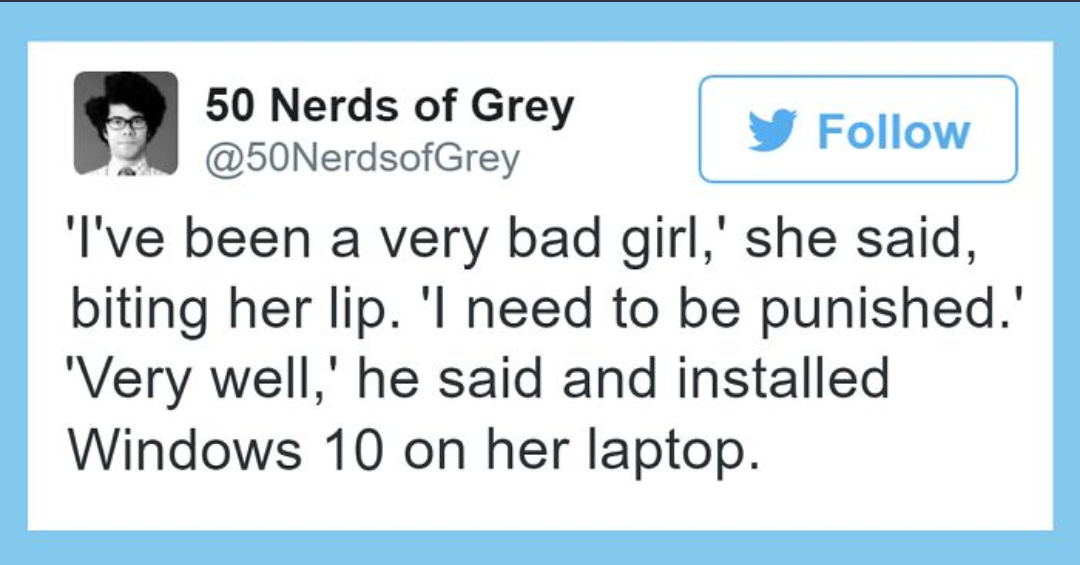 50 Nerds of Grey
@50NerdsofGrey
Follow
'I've been a very bad girl,' she said,
biting her lip. 'I need to be punished.'
'Very well,' he said and installed
Windows 10 on her laptop.